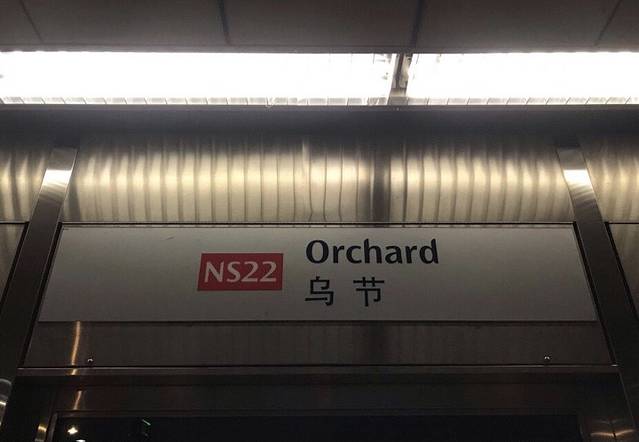 NS22 Orchard
乌节